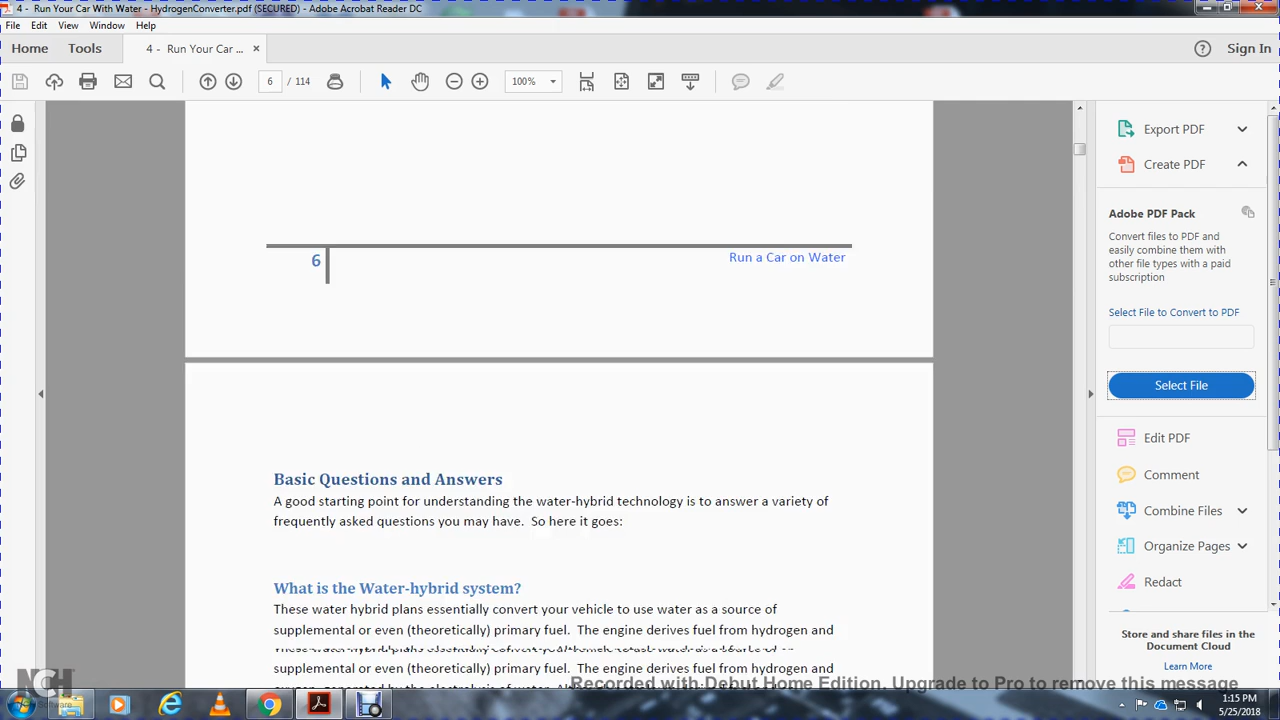 4 -  Run Your Car With Water - HydrogenConverter.pdf (SECURED) - Adobe Acrobat Reader DC
File Edit View Window Help
Home Tools 4 -  Run Your Car ... × Sign In
6 / 114 100%
6 Run a Car on Water
Basic Questions and Answers
A good starting point for understanding the water-hybrid technology is to answer a variety of
frequently asked questions you may have.  So here it goes:
What is the Water-hybrid system?
These water hybrid plans essentially convert your vehicle to use water as a source of
supplemental or even (theoretically) primary fuel.  The engine derives fuel from hydrogen and
supplemental or even (theoretically) primary fuel.  The engine derives fuel from hydrogen and
Export PDF
Create PDF
Adobe PDF Pack
Convert files to PDF and
easily combine them with
other file types with a paid
subscription
Select File to Convert to PDF
Select File
Edit PDF
Comment
Combine Files
Organize Pages
Redact
Store and share files in the
Document Cloud
Learn More
Recorded with Debut Home Edition. Upgrade to Pro to remove this message
NCH
Software
1:15 PM
5/25/2018